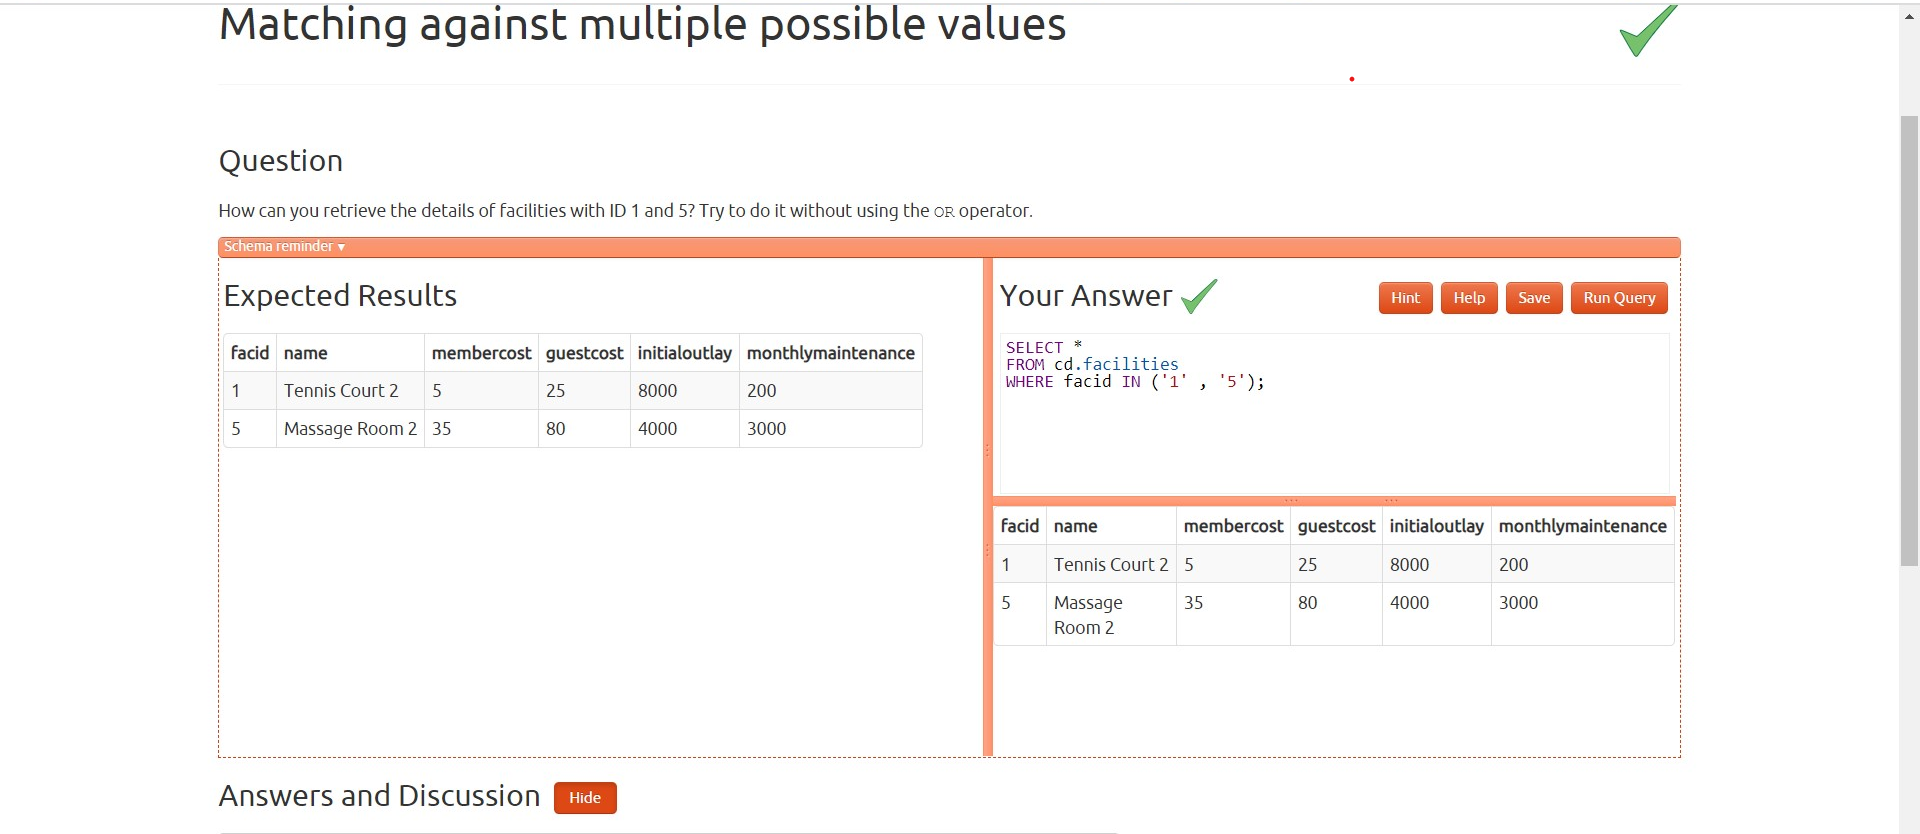 Matching against multiple possible values
Question
How can you retrieve the details of facilities with ID 1 and 5? Try to do it without using the OR operator.
Schema reminder ▾
Expected Results
facid name membercost guestcost initialoutlay monthlymaintenance
1 Tennis Court 2 5 25 8000 200
5 Massage Room 2 35 80 4000 3000
Your Answer
Hint Help Save Run Query
SELECT *
FROM cd.facilities
WHERE facid IN ('1' , '5');
facid name membercost guestcost initialoutlay monthlymaintenance
1 Tennis Court 2 5 25 8000 200
5 Massage 35 80 4000 3000
Room 2
Answers and Discussion Hide